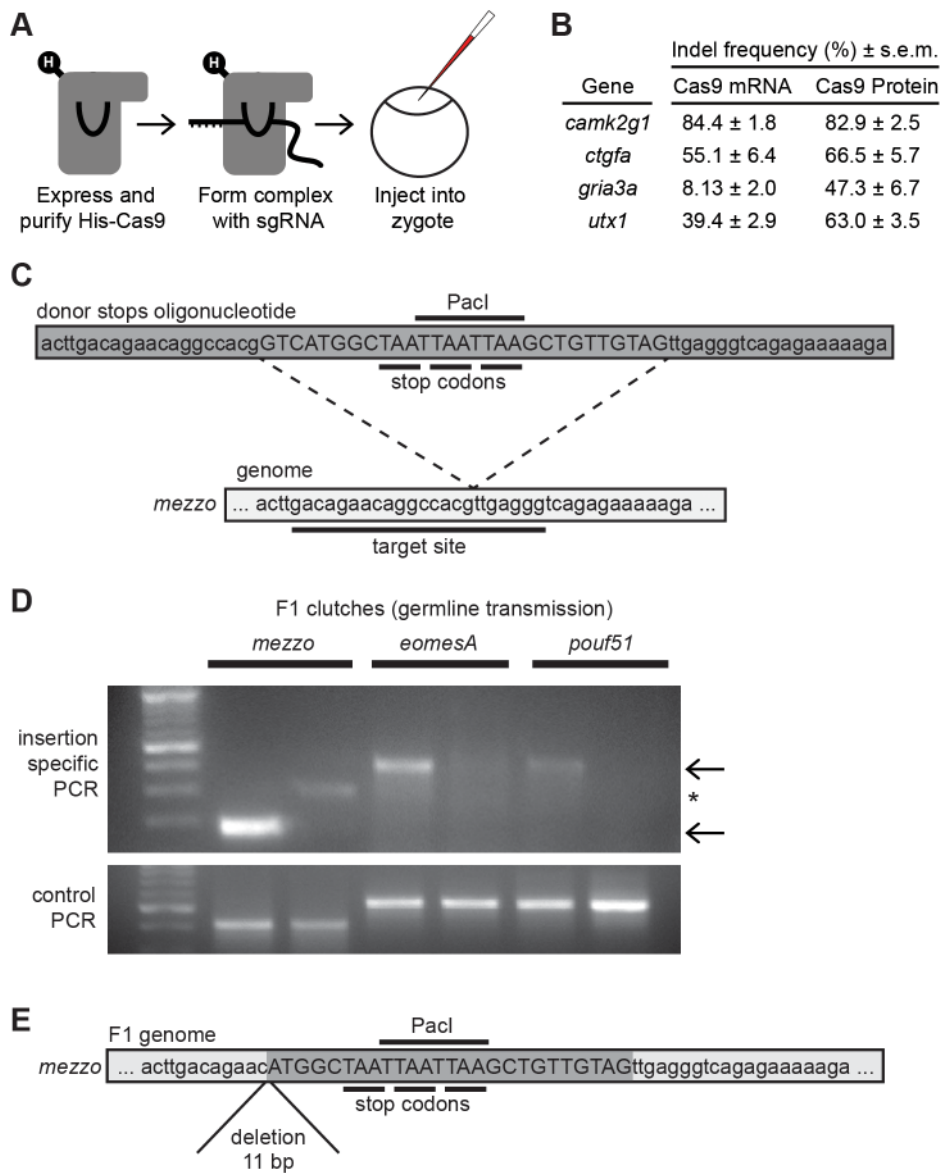 A
H
H
Express and
purify His-Cas9
Form complex
with sgRNA
Inject into
zygote
B
Indel frequency (%) ± s.e.m.
Gene Cas9 mRNA Cas9 Protein
camk2g1 84.4 ± 1.8 82.9 ± 2.5
ctgfa 55.1 ± 6.4 66.5 ± 5.7
gria3a 8.13 ± 2.0 47.3 ± 6.7
utx1 39.4 ± 2.9 63.0 ± 3.5
C
donor stops oligonucleotide
PacI
acttgacagaacaggccacgGTCATGGCTAATTAATTAAGCTGTTGTAGttgagggtcagagaaaaaga
stop codons
genome
mezzo ... acttgacagaacaggccacgttgagggtcagagaaaaaga ...
target site
D
F1 clutches (germline transmission)
mezzo eomesA pouf51
insertion
specific
PCR
*
control
PCR
E
F1 genome
PacI
mezzo ... acttgacagaacATGGCTAATTAATTAAGCTGTTGTAGttgagggtcagagaaaaaga ...
stop codons
deletion
11 bp